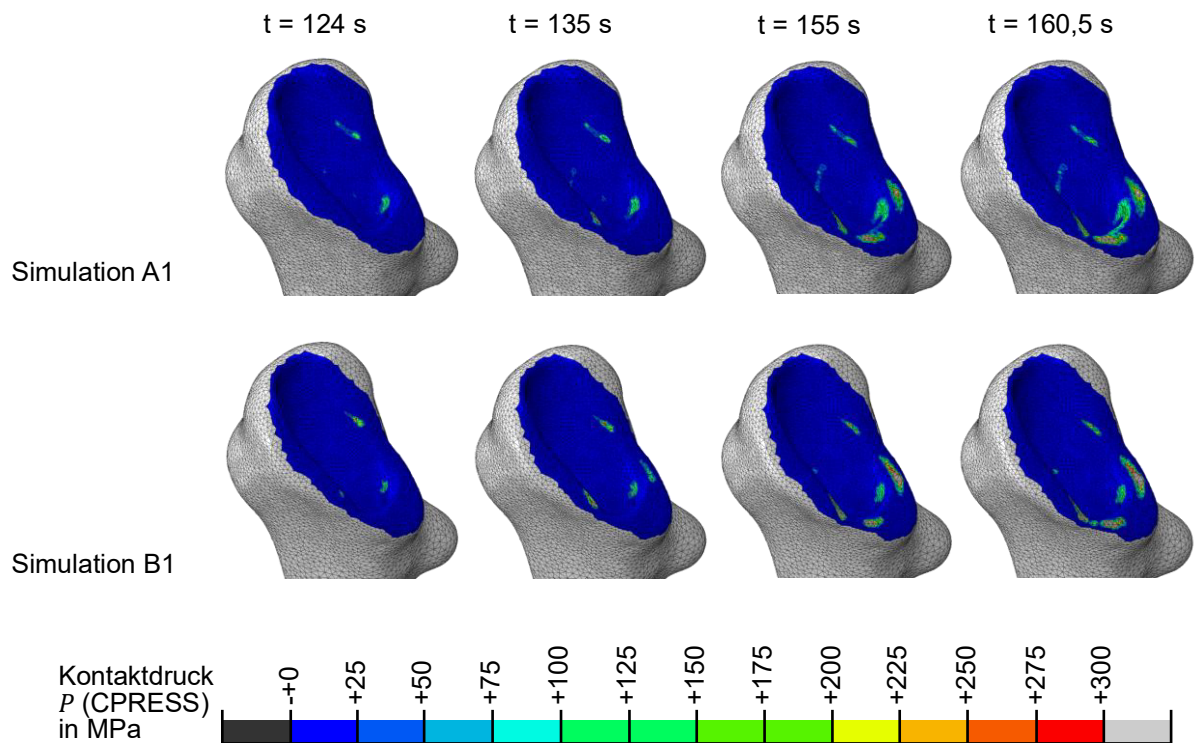 t = 124 s
t = 135 s
t = 155 s
t = 160,5 s
Simulation A1
Simulation B1
Kontaktdruck
P (CPRESS)
in MPa
-+0
+25
+50
+75
+100
+125
+150
+175
+200
+225
+250
+275
+300